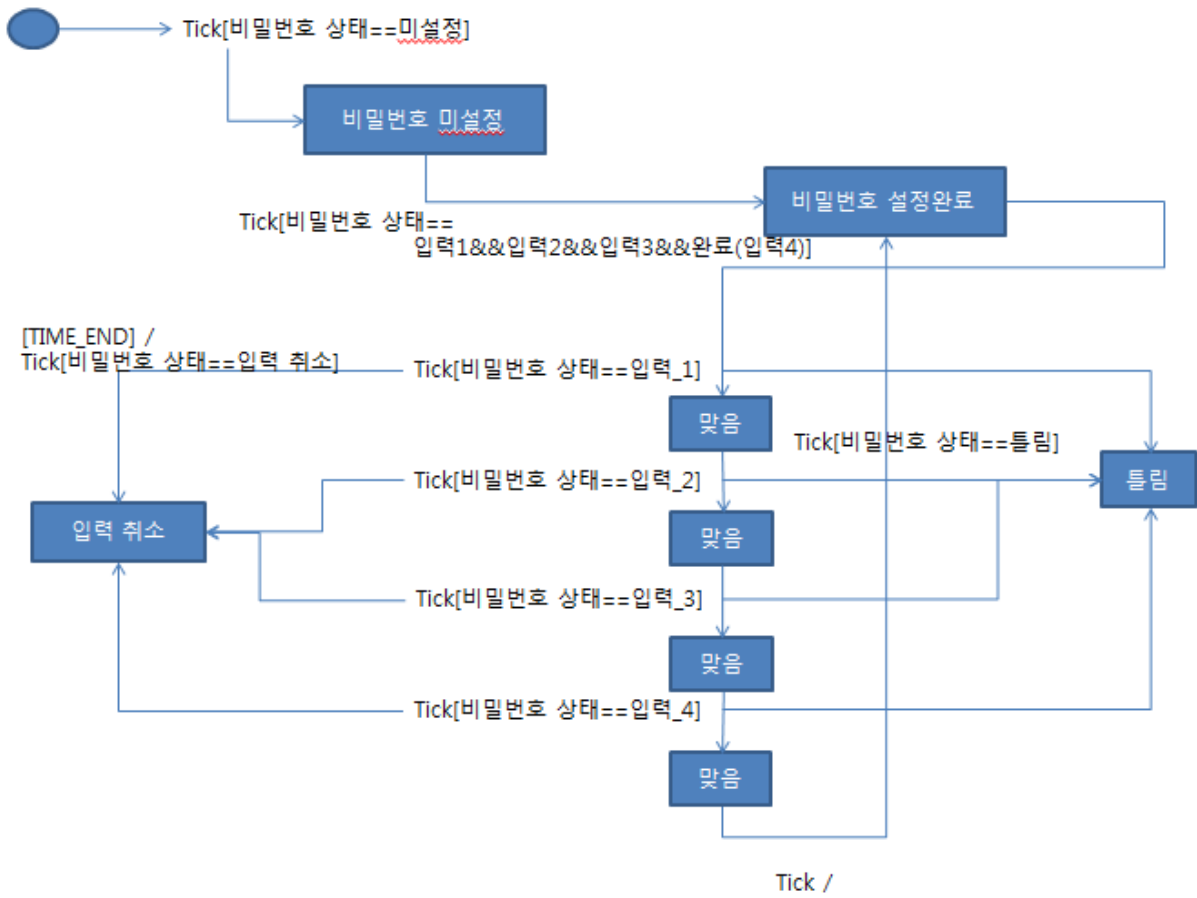 Tick[비밀번호 상태==미설정]
비밀번호 미설정
비밀번호 설정완료
Tick[비밀번호 상태==
입력1&&입력2&&입력3&&완료(입력4)]
[TIME_END] /
Tick[비밀번호 상태==입력 취소]
Tick[비밀번호 상태==입력_1]
맞음
Tick[비밀번호 상태==틀림]
Tick[비밀번호 상태==입력_2]
틀림
입력 취소
맞음
Tick[비밀번호 상태==입력_3]
맞음
Tick[비밀번호 상태==입력_4]
맞음
Tick /